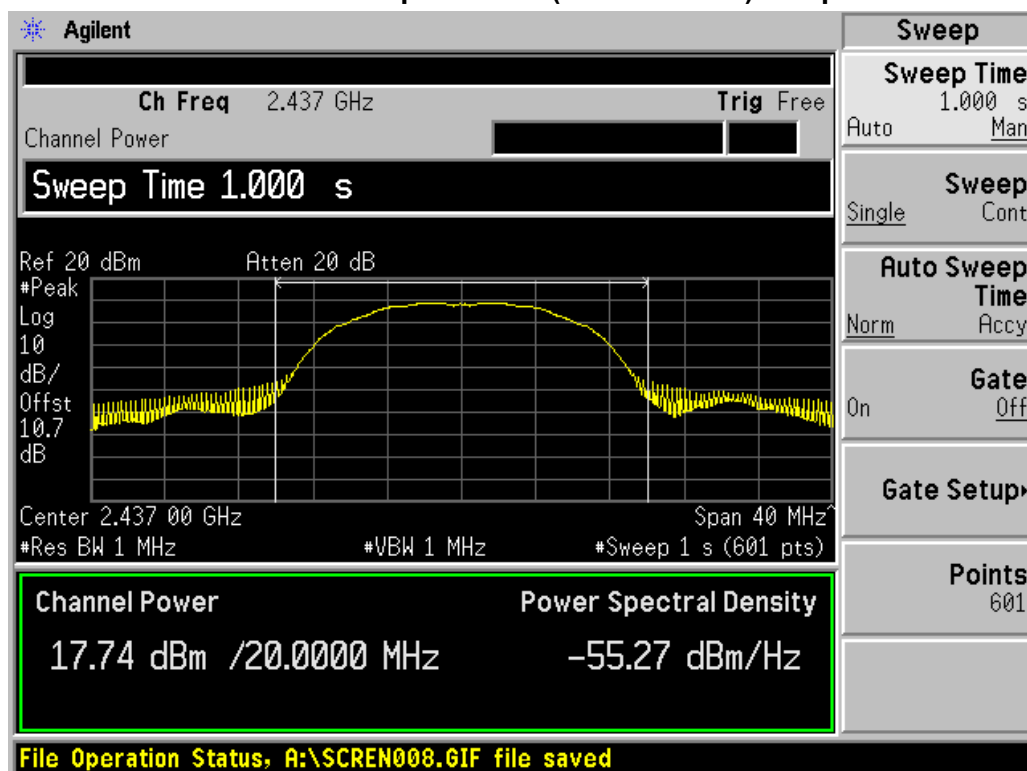 Agilent
Sweep
Ch Freq 2.437 GHz Trig Free
Channel Power
Sweep Time 1.000 s
Ref 20 dBm Atten 20 dB
#Peak
Log
10
dB/
Offst
10.7
dB
Center 2.437 00 GHz Span 40 MHz^
#Res BW 1 MHz #VBW 1 MHz #Sweep 1 s (601 pts)
Channel Power Power Spectral Density
17.74 dBm /20.0000 MHz -55.27 dBm/Hz
File Operation Status, A:\SCREN008.GIF file saved
Sweep Time
1.000 s
Auto Man
Sweep
Single Cont
Auto Sweep
Time
Norm Accy
Gate
On Off
Gate Setup
Points
601